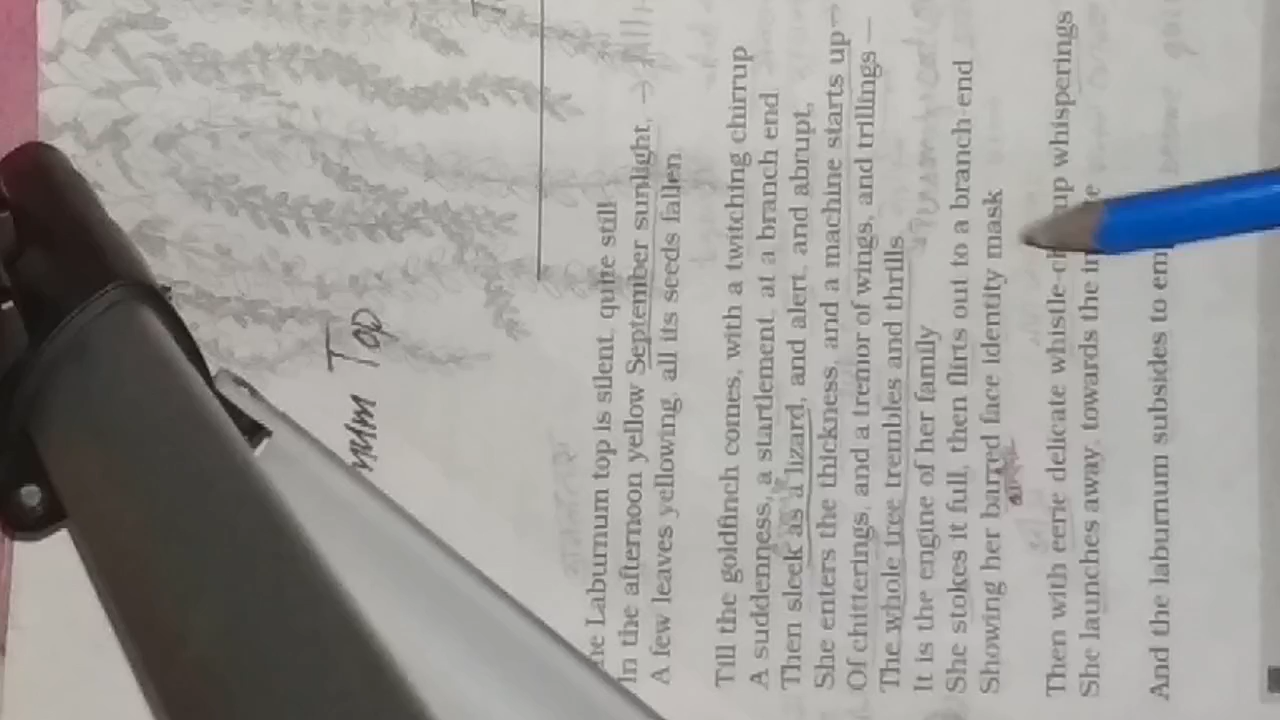 mum Top
he Laburnum top is silent, quite still
In the afternoon yellow September sunlight,
A few leaves yellowing, all its seeds fallen.
Till the goldfinch comes, with a twitching chirrup
A suddenness, a startlement, at a branch end.
Then sleek as a lizard, and alert, and abrupt,
She enters the thickness, and a machine starts up
Of chitterings, and a tremor of wings, and trillings —
The whole tree trembles and thrills.
It is the engine of her family.
She stokes it full, then flirts out to a branch-end
Showing her barred face identity mask
Then with eerie delicate whistle-ch up whisperings
She launches away, towards the in e
And the laburnum subsides to em